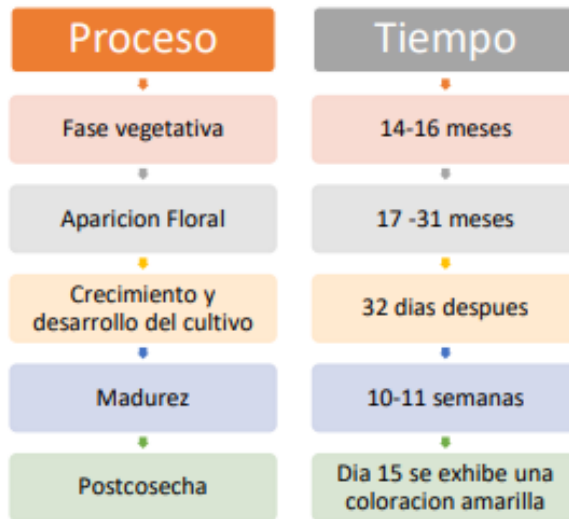 Proceso
Tiempo
Fase vegetativa
14-16 meses
Aparicion Floral
17 -31 meses
Crecimiento y
desarrollo del cultivo
32 dias despues
Madurez
10-11 semanas
Postcosecha
Dia 15 se exhibe una
coloracion amarilla